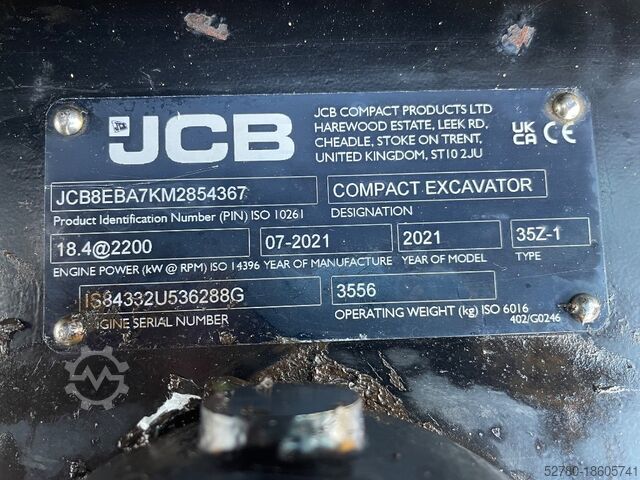 JCB
JCB COMPACT PRODUCTS LTD
HAREWOOD ESTATE, LEEK RD,
CHEADLE, STOKE ON TRENT,
UNITED KINGDOM, ST10 2JU
UK
CA CE
JCB8EBA7KM2854367
Product Identification Number (PIN) ISO 10261
COMPACT EXCAVATOR
DESIGNATION
18.4@2200
ENGINE POWER (kW @ RPM) ISO 14396
07-2021
YEAR OF MANUFACTURE
2021
YEAR OF MODEL
35Z-1
TYPE
IS84332U536288G
ENGINE SERIAL NUMBER
3556
OPERATING WEIGHT (kg) ISO 6016
402/G0246
52780-18605741